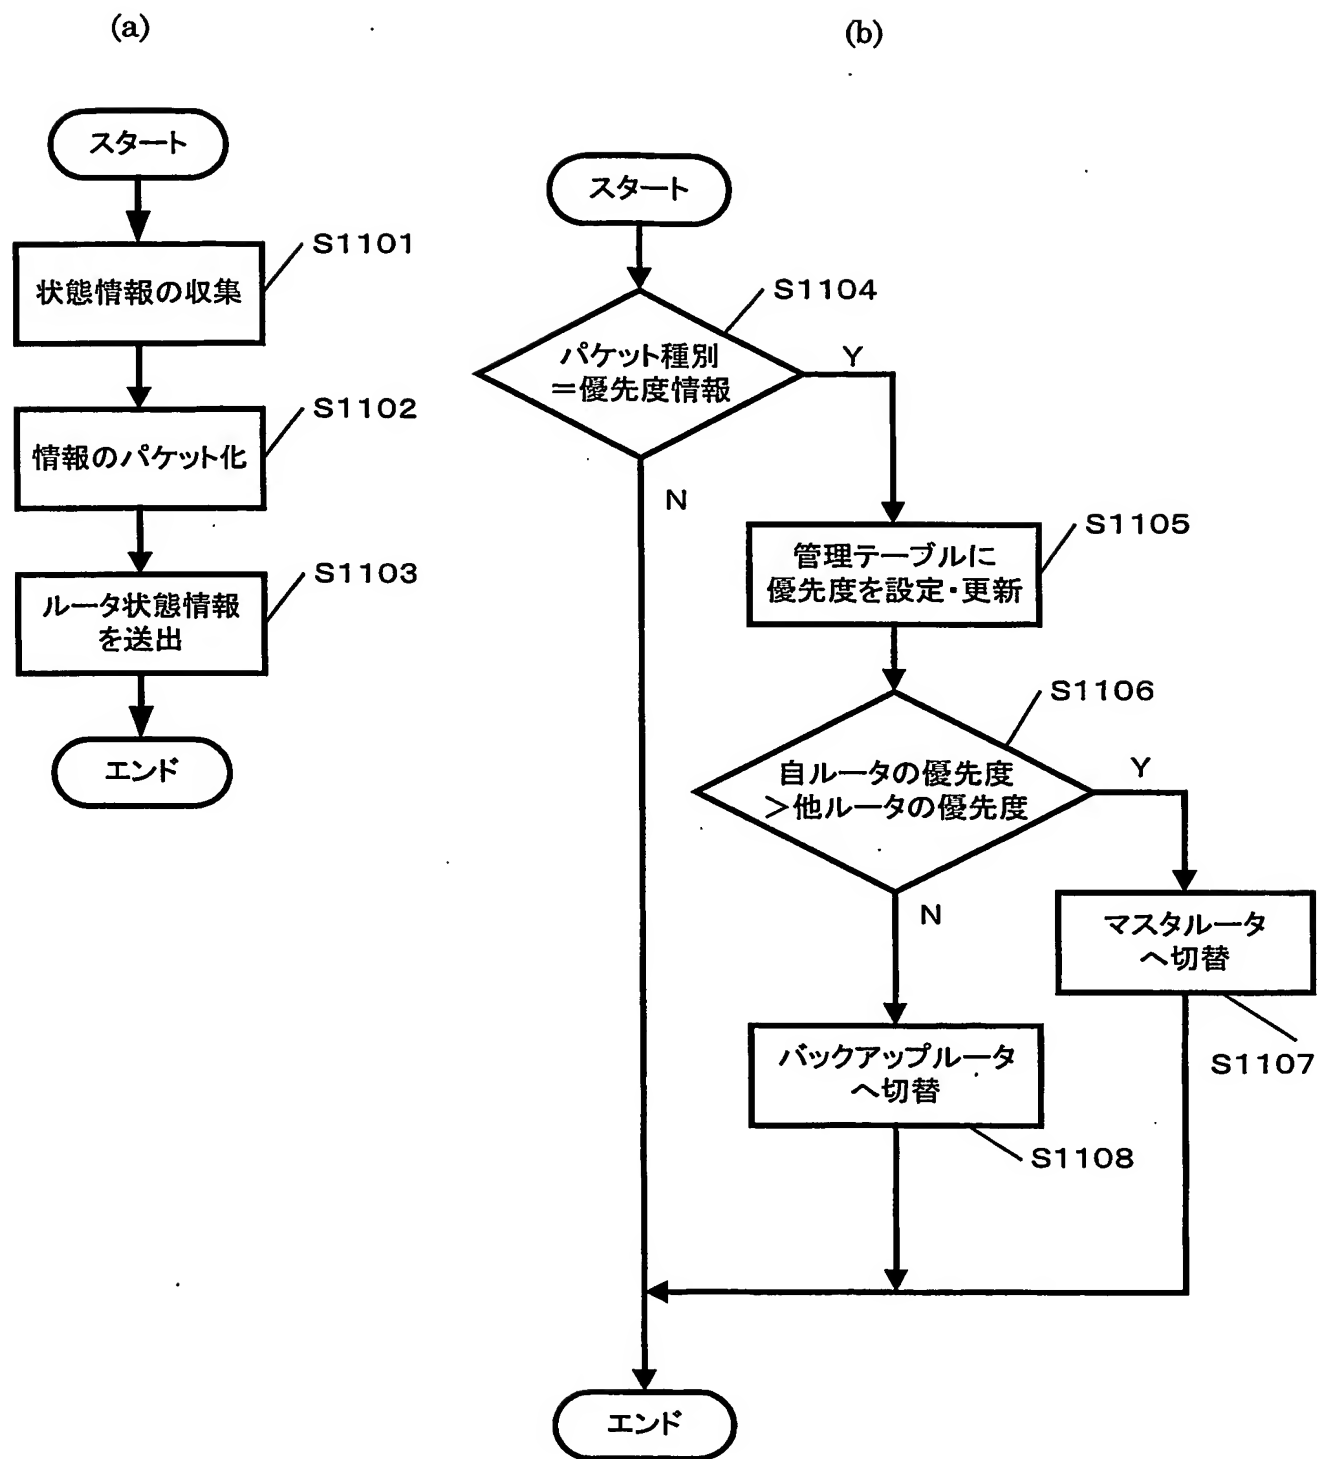 (a)
スタート
S1101
状態情報の収集
S1102
情報のパケット化
S1103
ルータ状態情報
を送出
エンド
(b)
スタート
S1104
パケット種別
=優先度情報
Y
N
S1105
管理テーブルに
優先度を設定・更新
S1106
自ルータの優先度
>他ルータの優先度
Y
N
マスタルータ
へ切替
S1107
バックアップルータ
へ切替
S1108
エンド